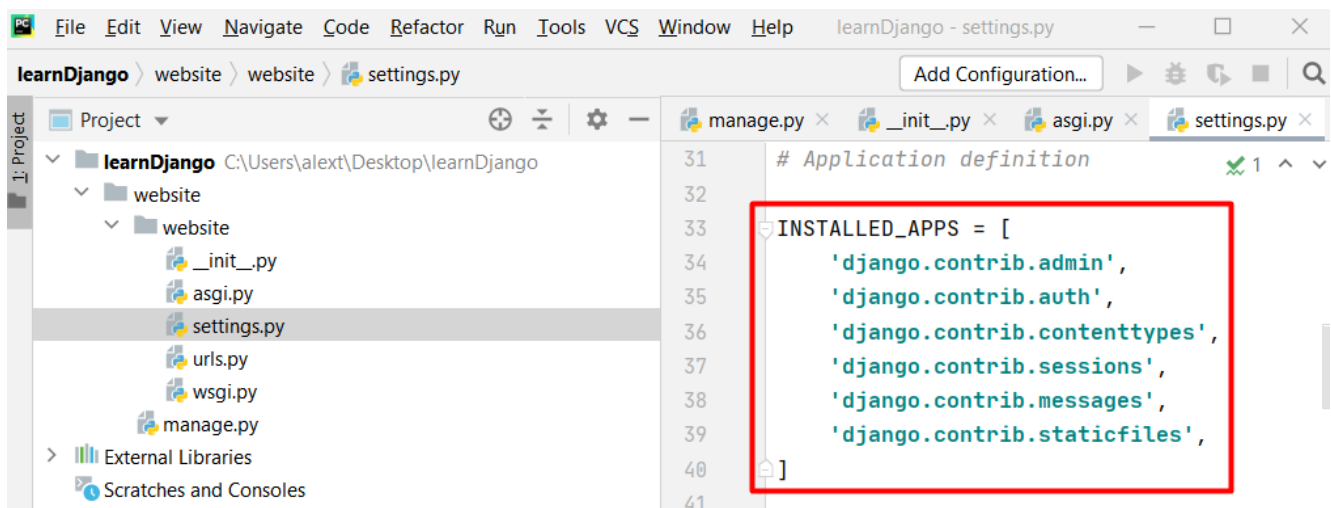 PC File Edit View Navigate Code Refactor Run Tools VCS Window Help learnDjango - settings.py
learnDjango website website settings.py Add Configuration...
1: Project
Project
manage.py __init__.py asgi.py settings.py
learnDjango C:\Users\alext\Desktop\learnDjango
website
website
__init__.py
asgi.py
settings.py
urls.py
wsgi.py
manage.py
External Libraries
Scratches and Consoles
31 # Application definition 1
32
33 INSTALLED_APPS = [
34 'django.contrib.admin',
35 'django.contrib.auth',
36 'django.contrib.contenttypes',
37 'django.contrib.sessions',
38 'django.contrib.messages',
39 'django.contrib.staticfiles',
40 ]
41